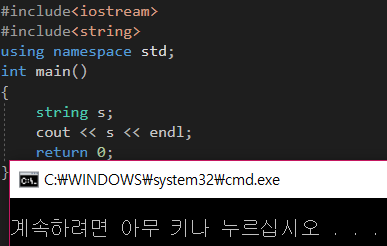 #include<iostream>
#include<string>
using namespace std;
int main()
{
    string s;
    cout << s << endl;
    return 0;
}
C:₩WINDOWS₩system32₩cmd.exe
계속하려면 아무 키나 누르십시오 . . .